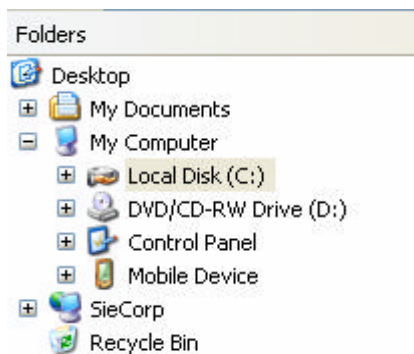 Folders
Desktop
My Documents
My Computer
Local Disk (C:)
DVD/CD-RW Drive (D:)
Control Panel
Mobile Device
SieCorp
Recycle Bin